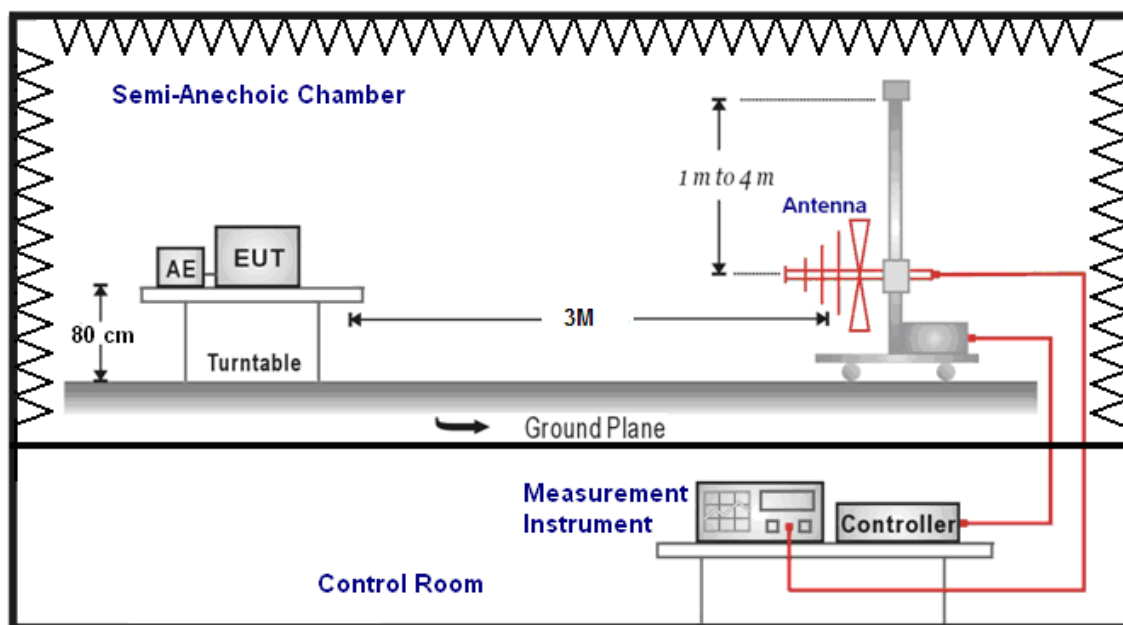 Semi-Anechoic Chamber
1 m to 4 m
Antenna
AE
EUT
80 cm
3M
Turntable
Ground Plane
Measurement
Instrument
Controller
Control Room